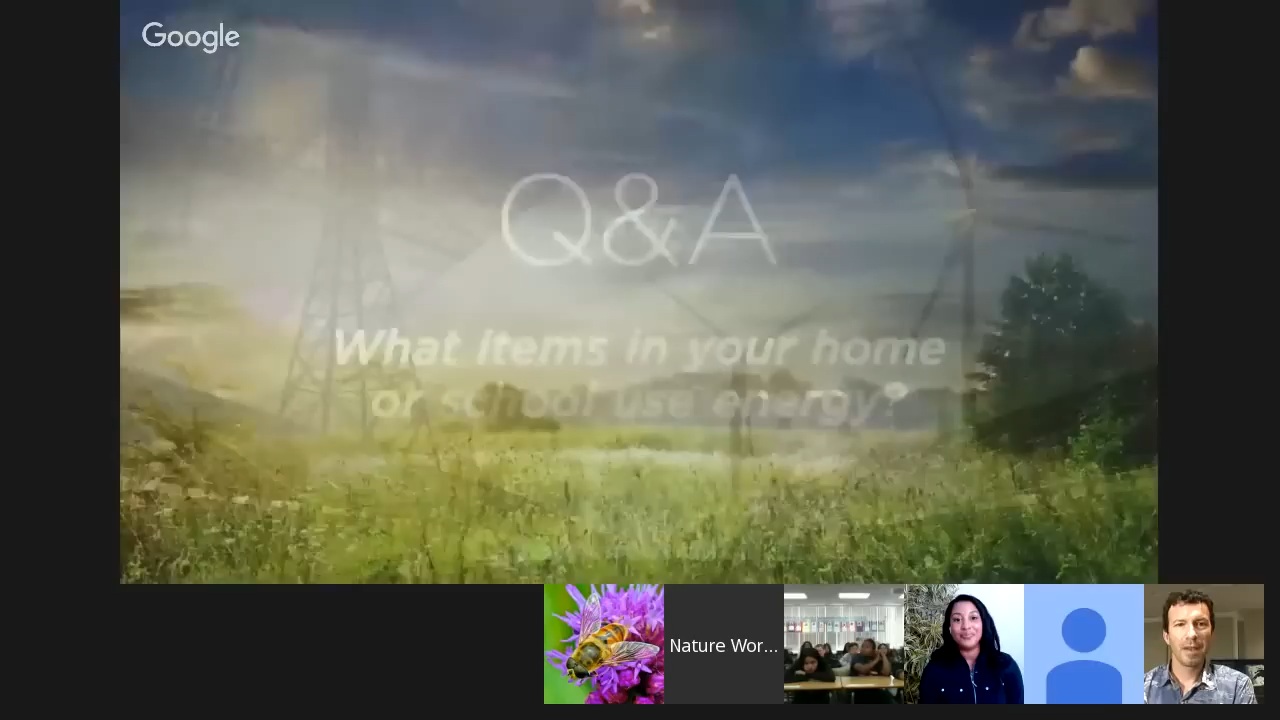 Google
Q&A
What items in your home
or school use energy?
Nature Wor...